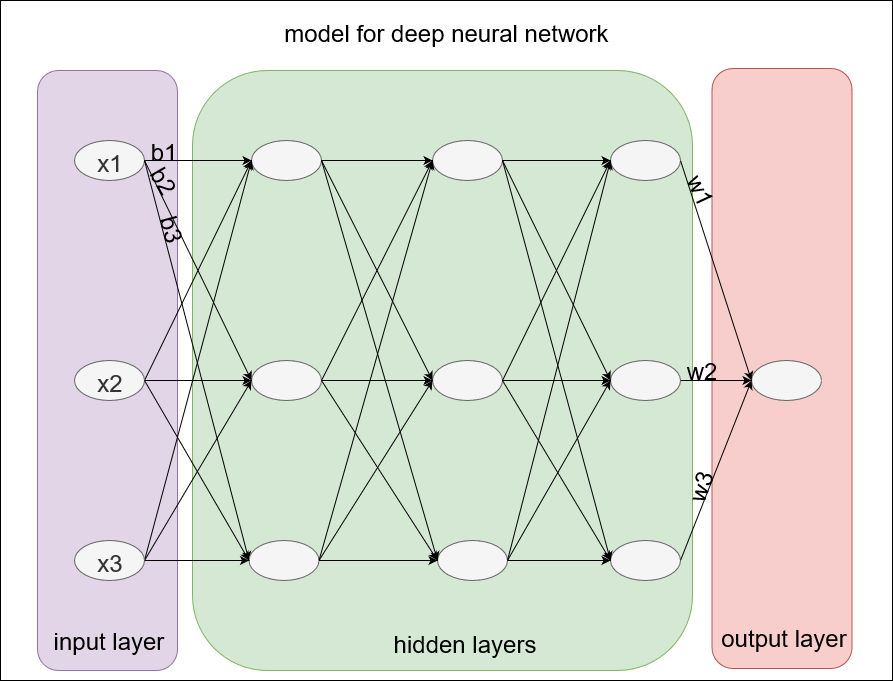 model for deep neural network
x1
b1
b2
b3
w1
x2
w2
x3
w3
input layer
hidden layers
output layer